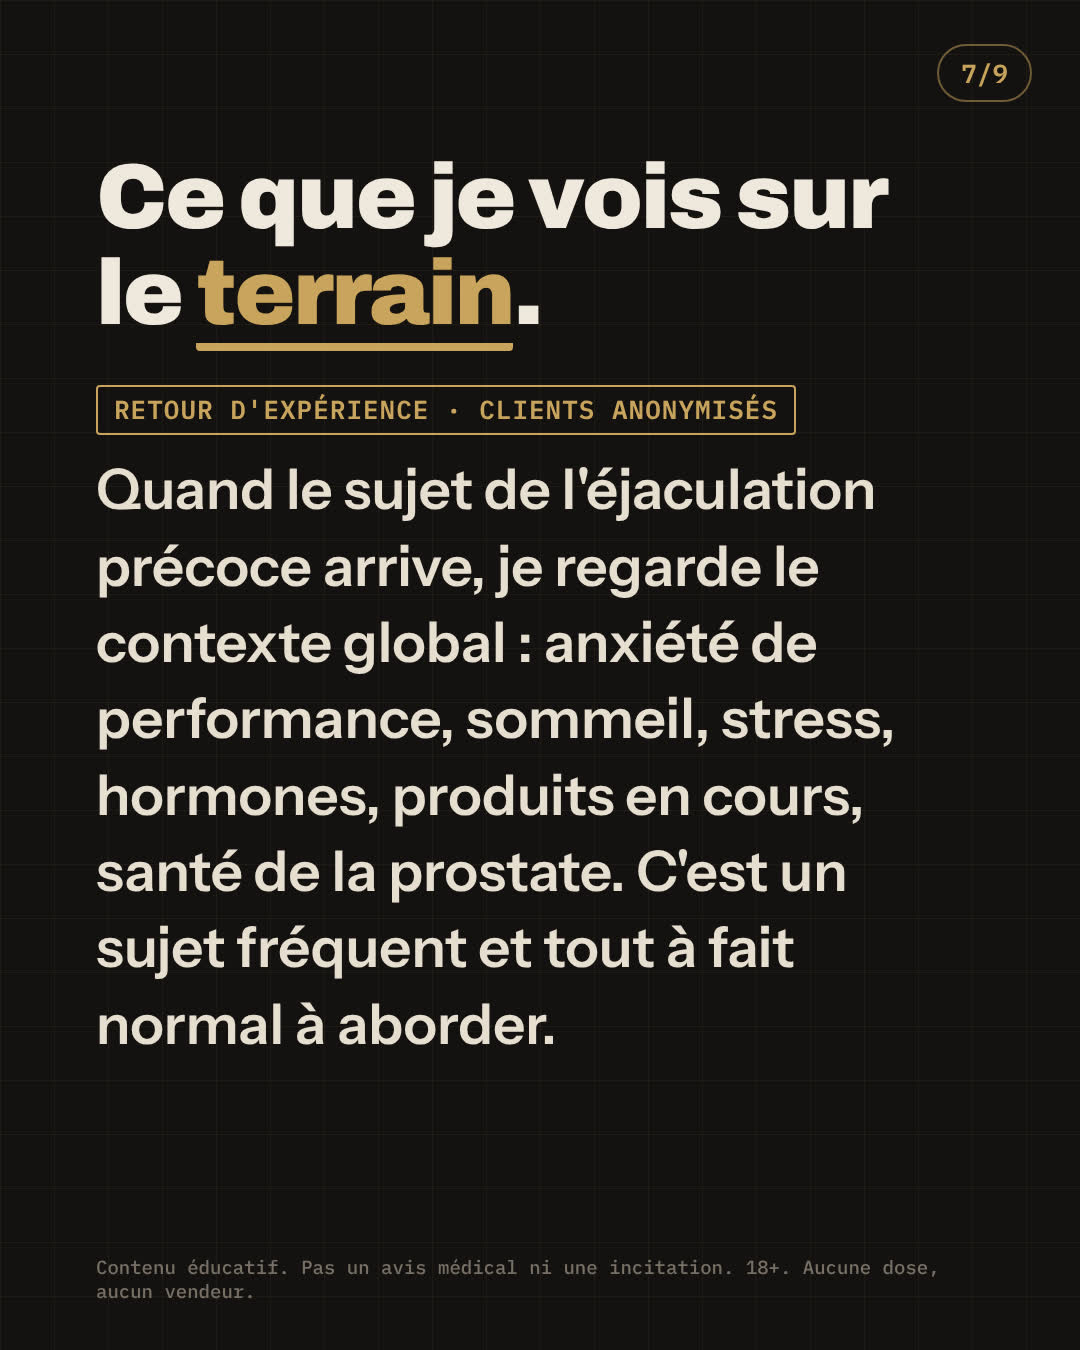 7/9
Ce que je vois sur
le terrain.
RETOUR D'EXPÉRIENCE · CLIENTS ANONYMISÉS
Quand le sujet de l'éjaculation
précoce arrive, je regarde le
contexte global : anxiété de
performance, sommeil, stress,
hormones, produits en cours,
santé de la prostate. C'est un
sujet fréquent et tout à fait
normal à aborder.
Contenu éducatif. Pas un avis médical ni une incitation. 18+. Aucune dose,
aucun vendeur.